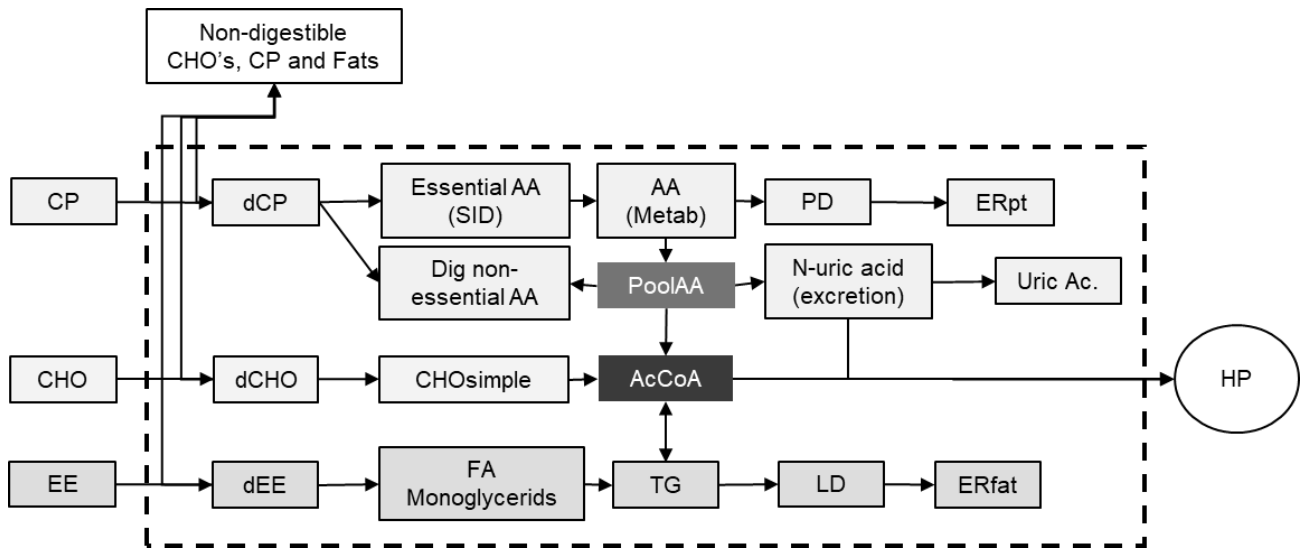 Non-digestible
CHO's, CP and Fats
CP
dCP
Essential AA
(SID)
AA
(Metab)
PD
ERpt
Dig non-
essential AA
PoolAA
N-uric acid
(excretion)
Uric Ac.
CHO
dCHO
CHOsimple
AcCoA
HP
EE
dEE
FA
Monoglycerids
TG
LD
ERfat